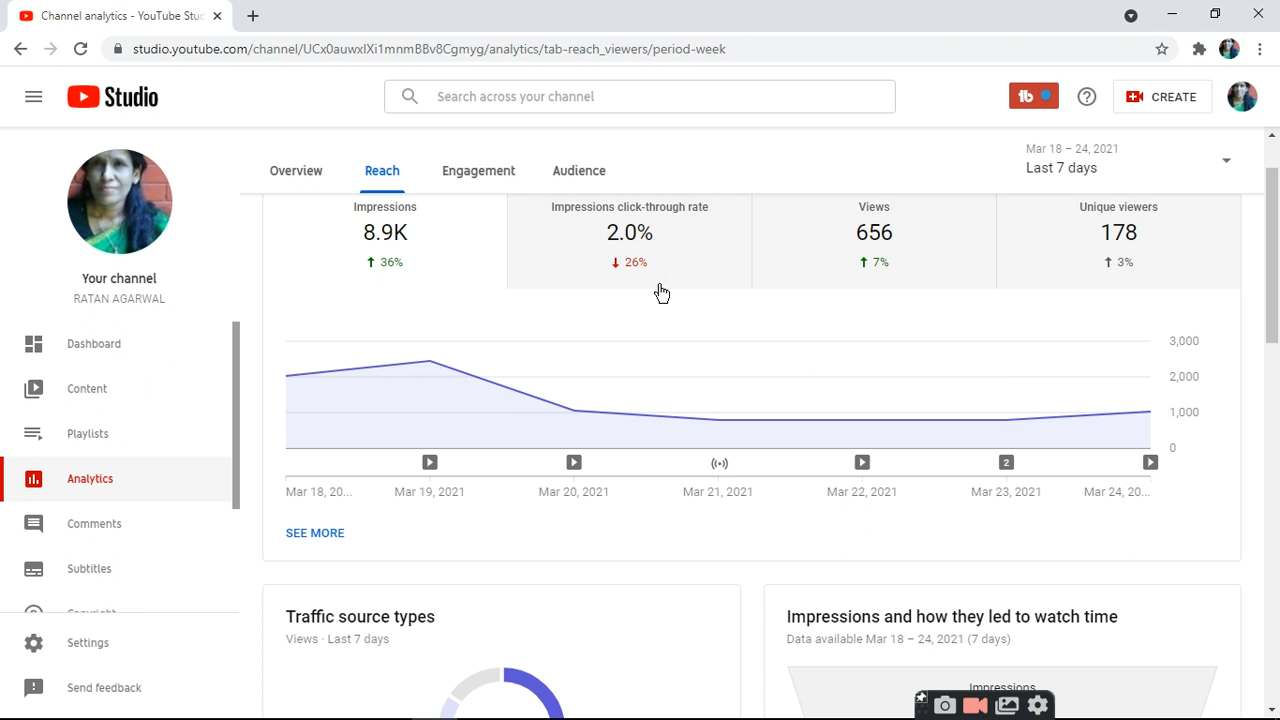 Channel analytics - YouTube Stu
studio.youtube.com/channel/UCx0auwxlXi1mnmBBv8Cgmyg/analytics/tab-reach_viewers/period-week
Studio
Search across your channel
tb
CREATE
Overview
Reach
Engagement
Audience
Mar 18 – 24, 2021
Last 7 days
Your channel
RATAN AGARWAL
Dashboard
Content
Playlists
Analytics
Comments
Subtitles
Settings
Send feedback
Impressions
8.9K
36%
Impressions click-through rate
2.0%
26%
Views
656
7%
Unique viewers
178
3%
3,000
2,000
1,000
0
2
Mar 18, 20...
Mar 19, 2021
Mar 20, 2021
Mar 21, 2021
Mar 22, 2021
Mar 23, 2021
Mar 24, 20...
SEE MORE
Traffic source types
Views · Last 7 days
Impressions and how they led to watch time
Data available Mar 18 – 24, 2021 (7 days)
Impressions